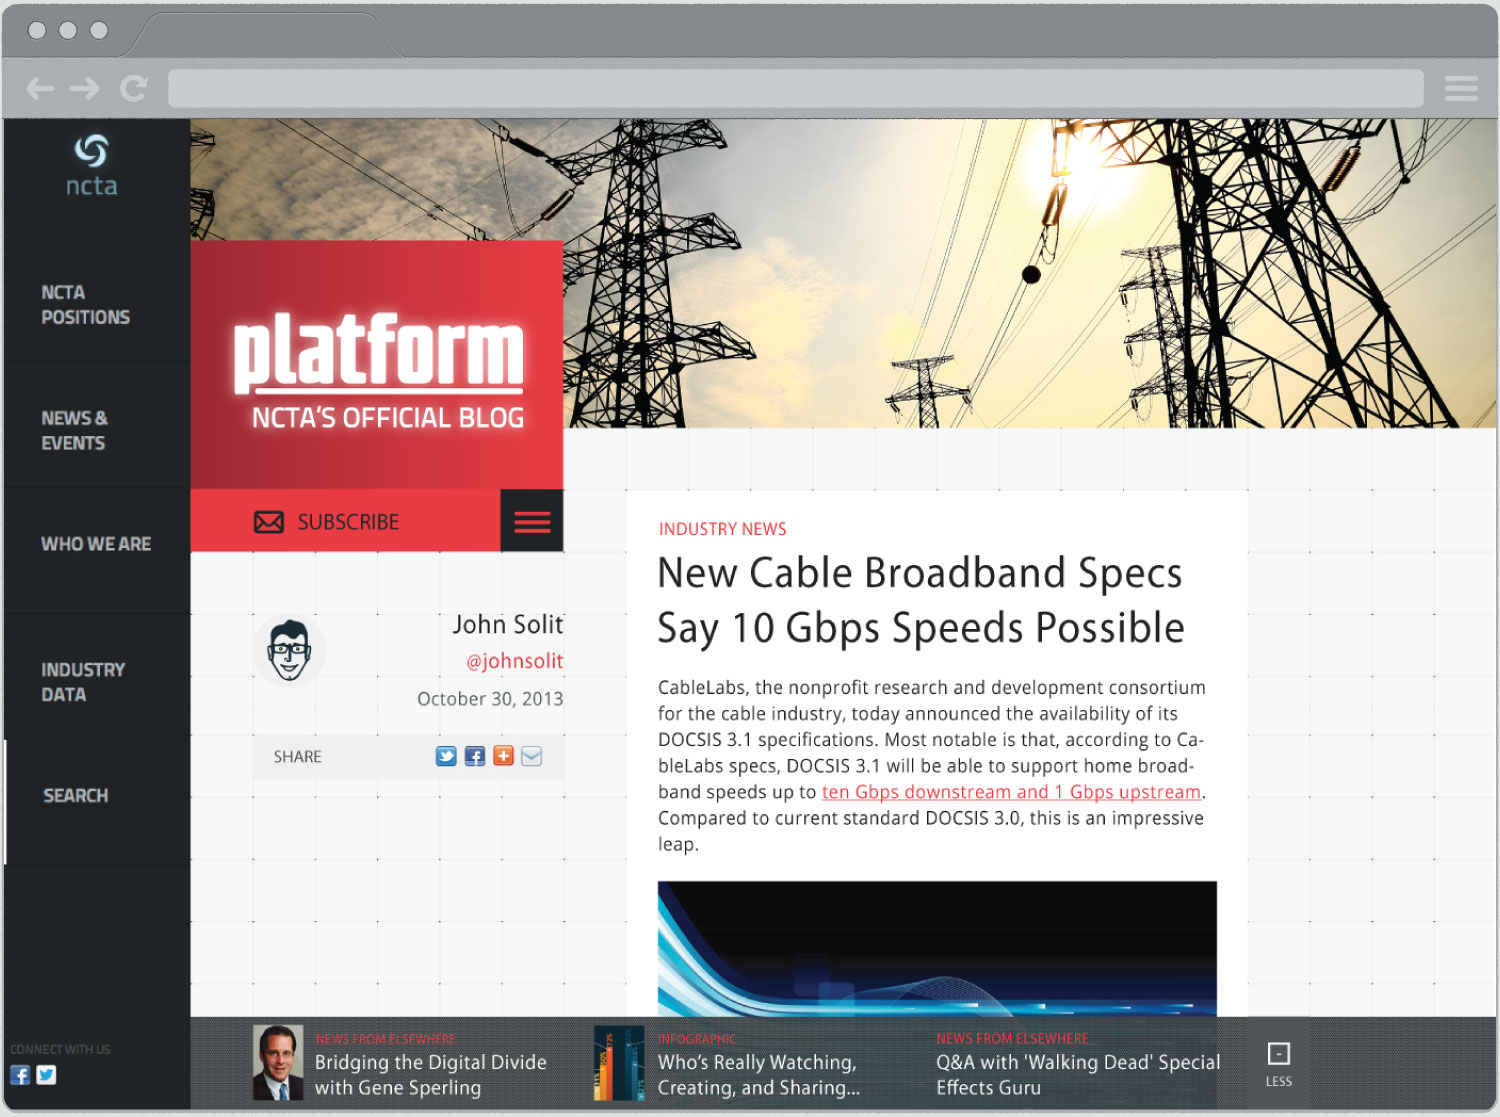 ncta
NCTA
POSITIONS
NEWS &
EVENTS
WHO WE ARE
INDUSTRY
DATA
SEARCH
CONNECT WITH US
platform
NCTA'S OFFICIAL BLOG
SUBSCRIBE
John Solit
@johnsolit
October 30, 2013
SHARE
INDUSTRY NEWS
New Cable Broadband Specs
Say 10 Gbps Speeds Possible
CableLabs, the nonprofit research and development consortium
for the cable industry, today announced the availability of its
DOCSIS 3.1 specifications. Most notable is that, according to Ca-
bleLabs specs, DOCSIS 3.1 will be able to support home broad-
band speeds up to ten Gbps downstream and 1 Gbps upstream.
Compared to current standard DOCSIS 3.0, this is an impressive
leap.
NEWS FROM ELSEWHERE
Bridging the Digital Divide
with Gene Sperling
INFOGRAPHIC
Who's Really Watching,
Creating, and Sharing...
NEWS FROM ELSEWHERE
Q&A with 'Walking Dead' Special
Effects Guru
LESS